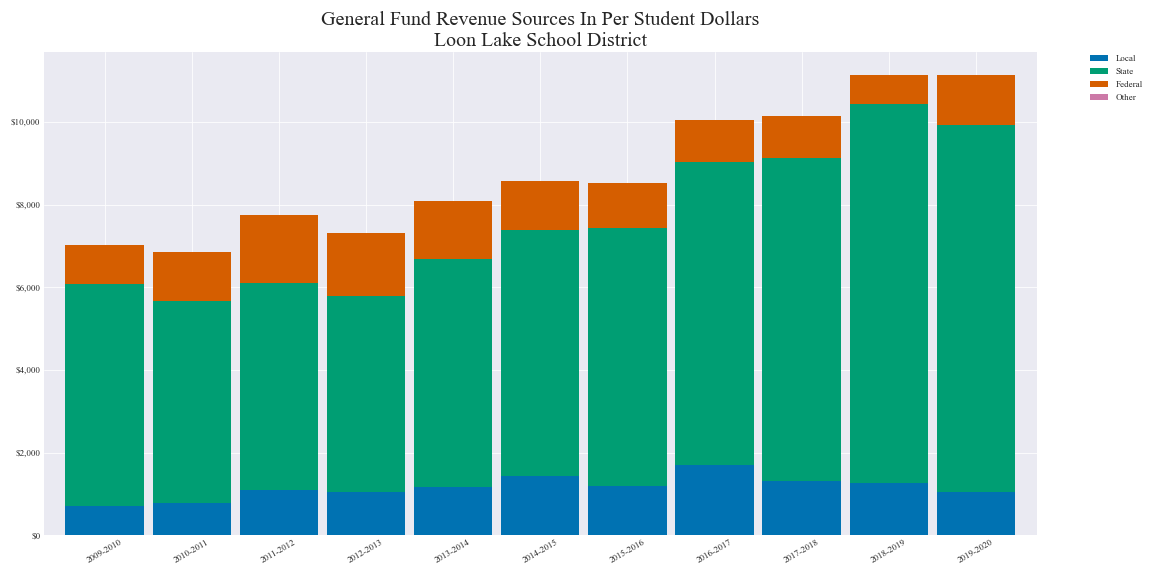 General Fund Revenue Sources In Per Student Dollars
Loon Lake School District
Local
State
Federal
Other
$10,000
$8,000
$6,000
$4,000
$2,000
$0
2009-2010
2010-2011
2011-2012
2012-2013
2013-2014
2014-2015
2015-2016
2016-2017
2017-2018
2018-2019
2019-2020